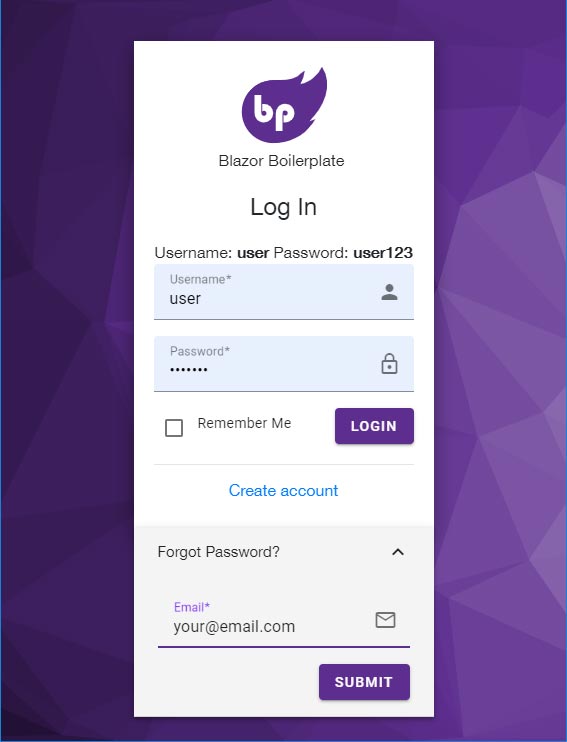 bp
Blazor Boilerplate
Log In
Username: user Password: user123
Username*
user
Password*
•••••••
Remember Me
LOGIN
Create account
Forgot Password?
Email*
your@email.com
SUBMIT